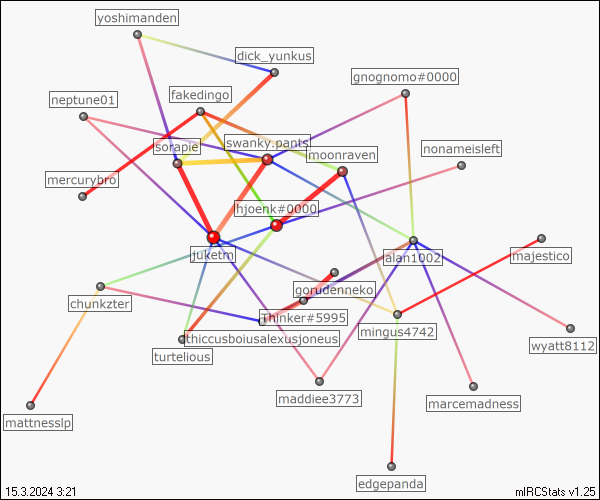 yoshimanden
dick_yunkus
gnognomo#0000
fakedingo
neptune01
swanky.pants
sorapie
moonraven
nonameisleft
mercurybro
hjoenk#0000
juketm
alan1002
majestico
gorudenneko
chunkzter
Thinker#5995
mingus4742
thiccusboiusalexusjoneus
wyatt8112
turtelious
maddiee3773
marcemadness
mattnesslp
edgepanda
15.3.2024 3:21
mIRCStats v1.25